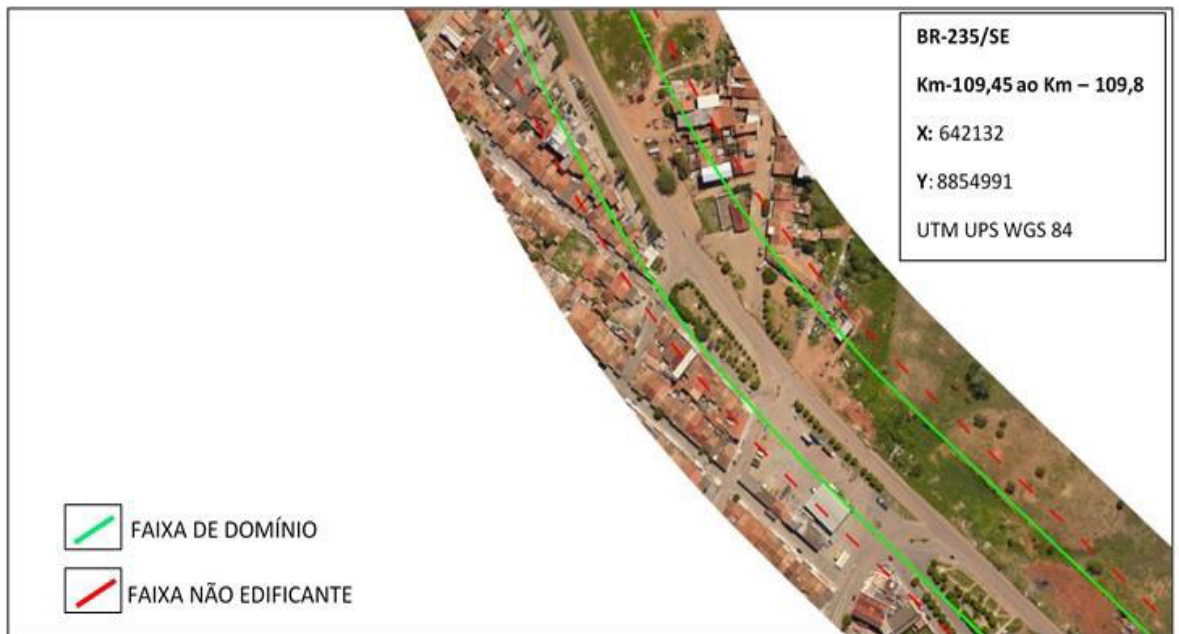 BR-235/SE
Km-109,45 ao Km – 109,8
X: 642132
Y: 8854991
UTM UPS WGS 84
FAIXA DE DOMÍNIO
FAIXA NÃO EDIFICANTE